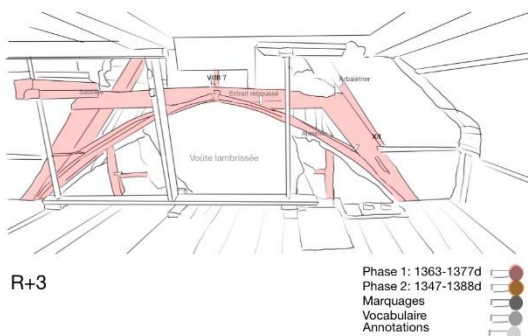 VIIII ?
Arbalétrier
Sablière
Entrait retroussé
XII
Voûte lambrissée
R+3
Phase 1: 1363-1377d
Phase 2: 1347-1388d
Marquages
Vocabulaire
Annotations